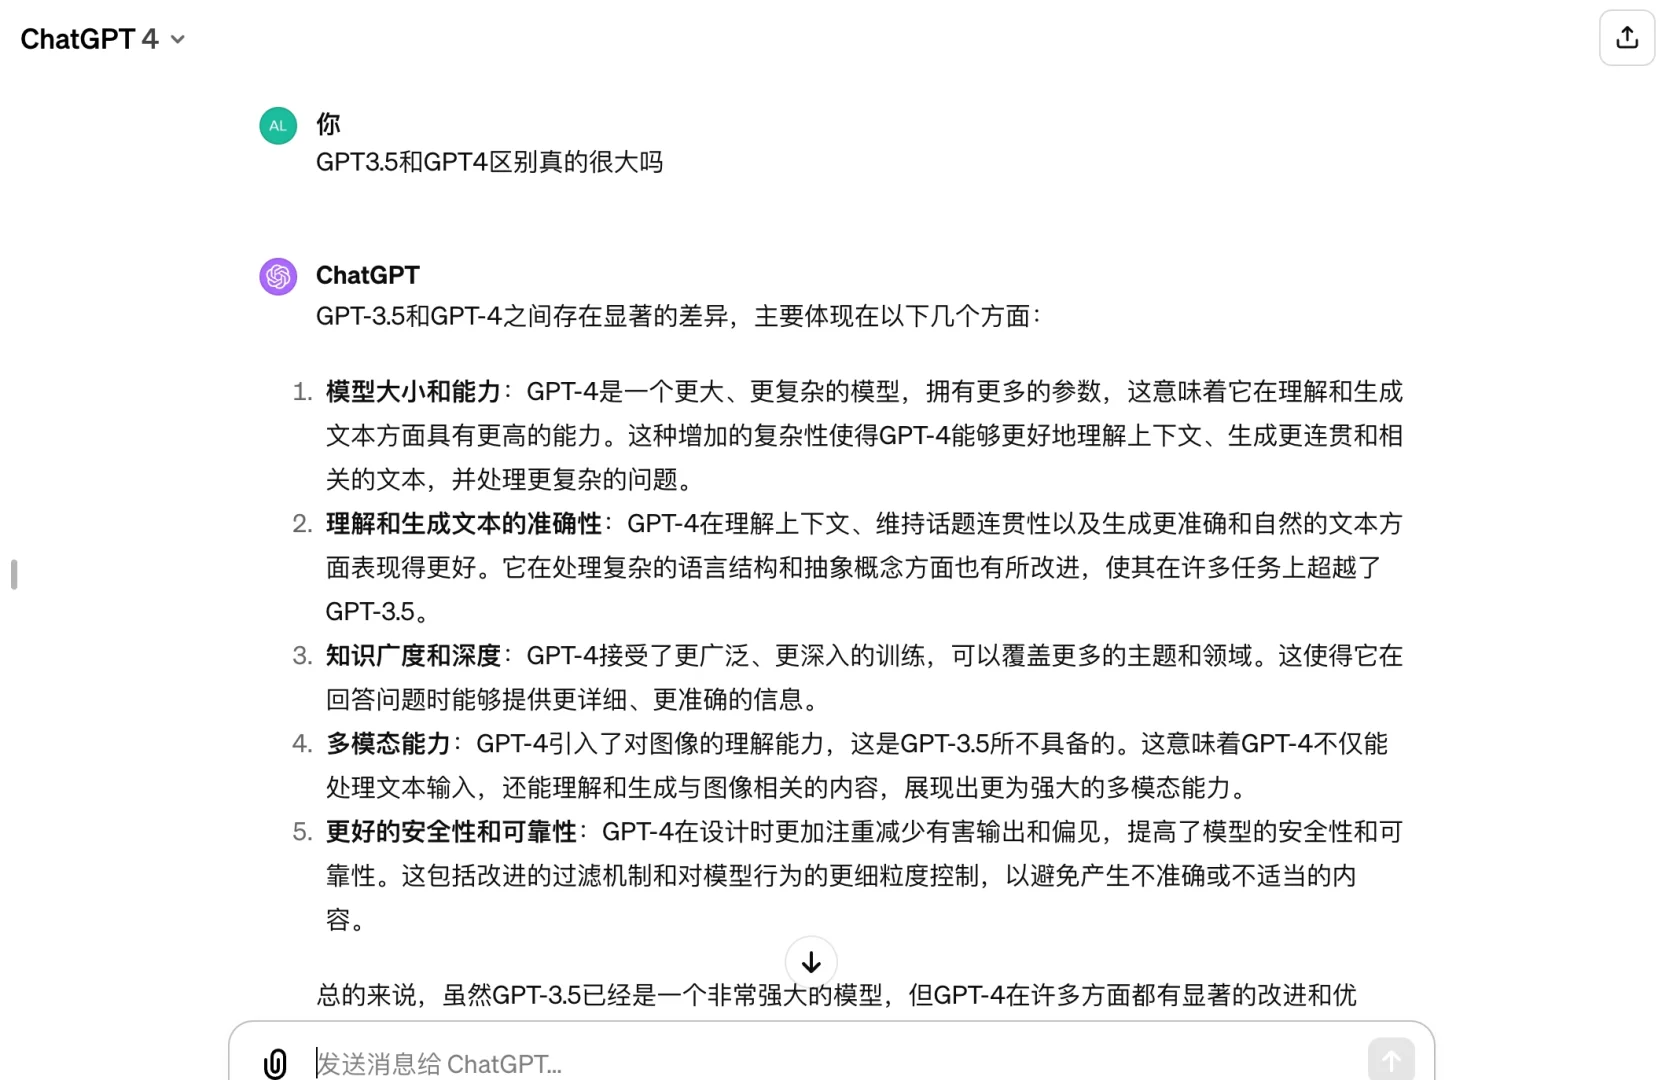 ChatGPT 4
AL
你
GPT3.5和GPT4区别真的很大吗
ChatGPT
GPT-3.5和GPT-4之间存在显著的差异，主要体现在以下几个方面：
1. 模型大小和能力：GPT-4是一个更大、更复杂的模型，拥有更多的参数，这意味着它在理解和生成
文本方面具有更高的能力。这种增加的复杂性使得GPT-4能够更好地理解上下文、生成更连贯和相
关的文本，并处理更复杂的问题。
2. 理解和生成文本的准确性：GPT-4在理解上下文、维持话题连贯性以及生成更准确和自然的文本方
面表现得更好。它在处理复杂的语言结构和抽象概念方面也有所改进，使其在许多任务上超越了
GPT-3.5。
3. 知识广度和深度：GPT-4接受了更广泛、更深入的训练，可以覆盖更多的主题和领域。这使得它在
回答问题时能够提供更详细、更准确的信息。
4. 多模态能力：GPT-4引入了对图像的理解能力，这是GPT-3.5所不具备的。这意味着GPT-4不仅能
处理文本输入，还能理解和生成与图像相关的内容，展现出更为强大的多模态能力。
5. 更好的安全性和可靠性：GPT-4在设计时更加注重减少有害输出和偏见，提高了模型的安全性和可
靠性。这包括改进的过滤机制和对模型行为的更细粒度控制，以避免产生不准确或不适当的内
容。
总的来说，虽然GPT-3.5已经是一个非常强大的模型，但GPT-4在许多方面都有显著的改进和优
发送消息给 ChatGPT...